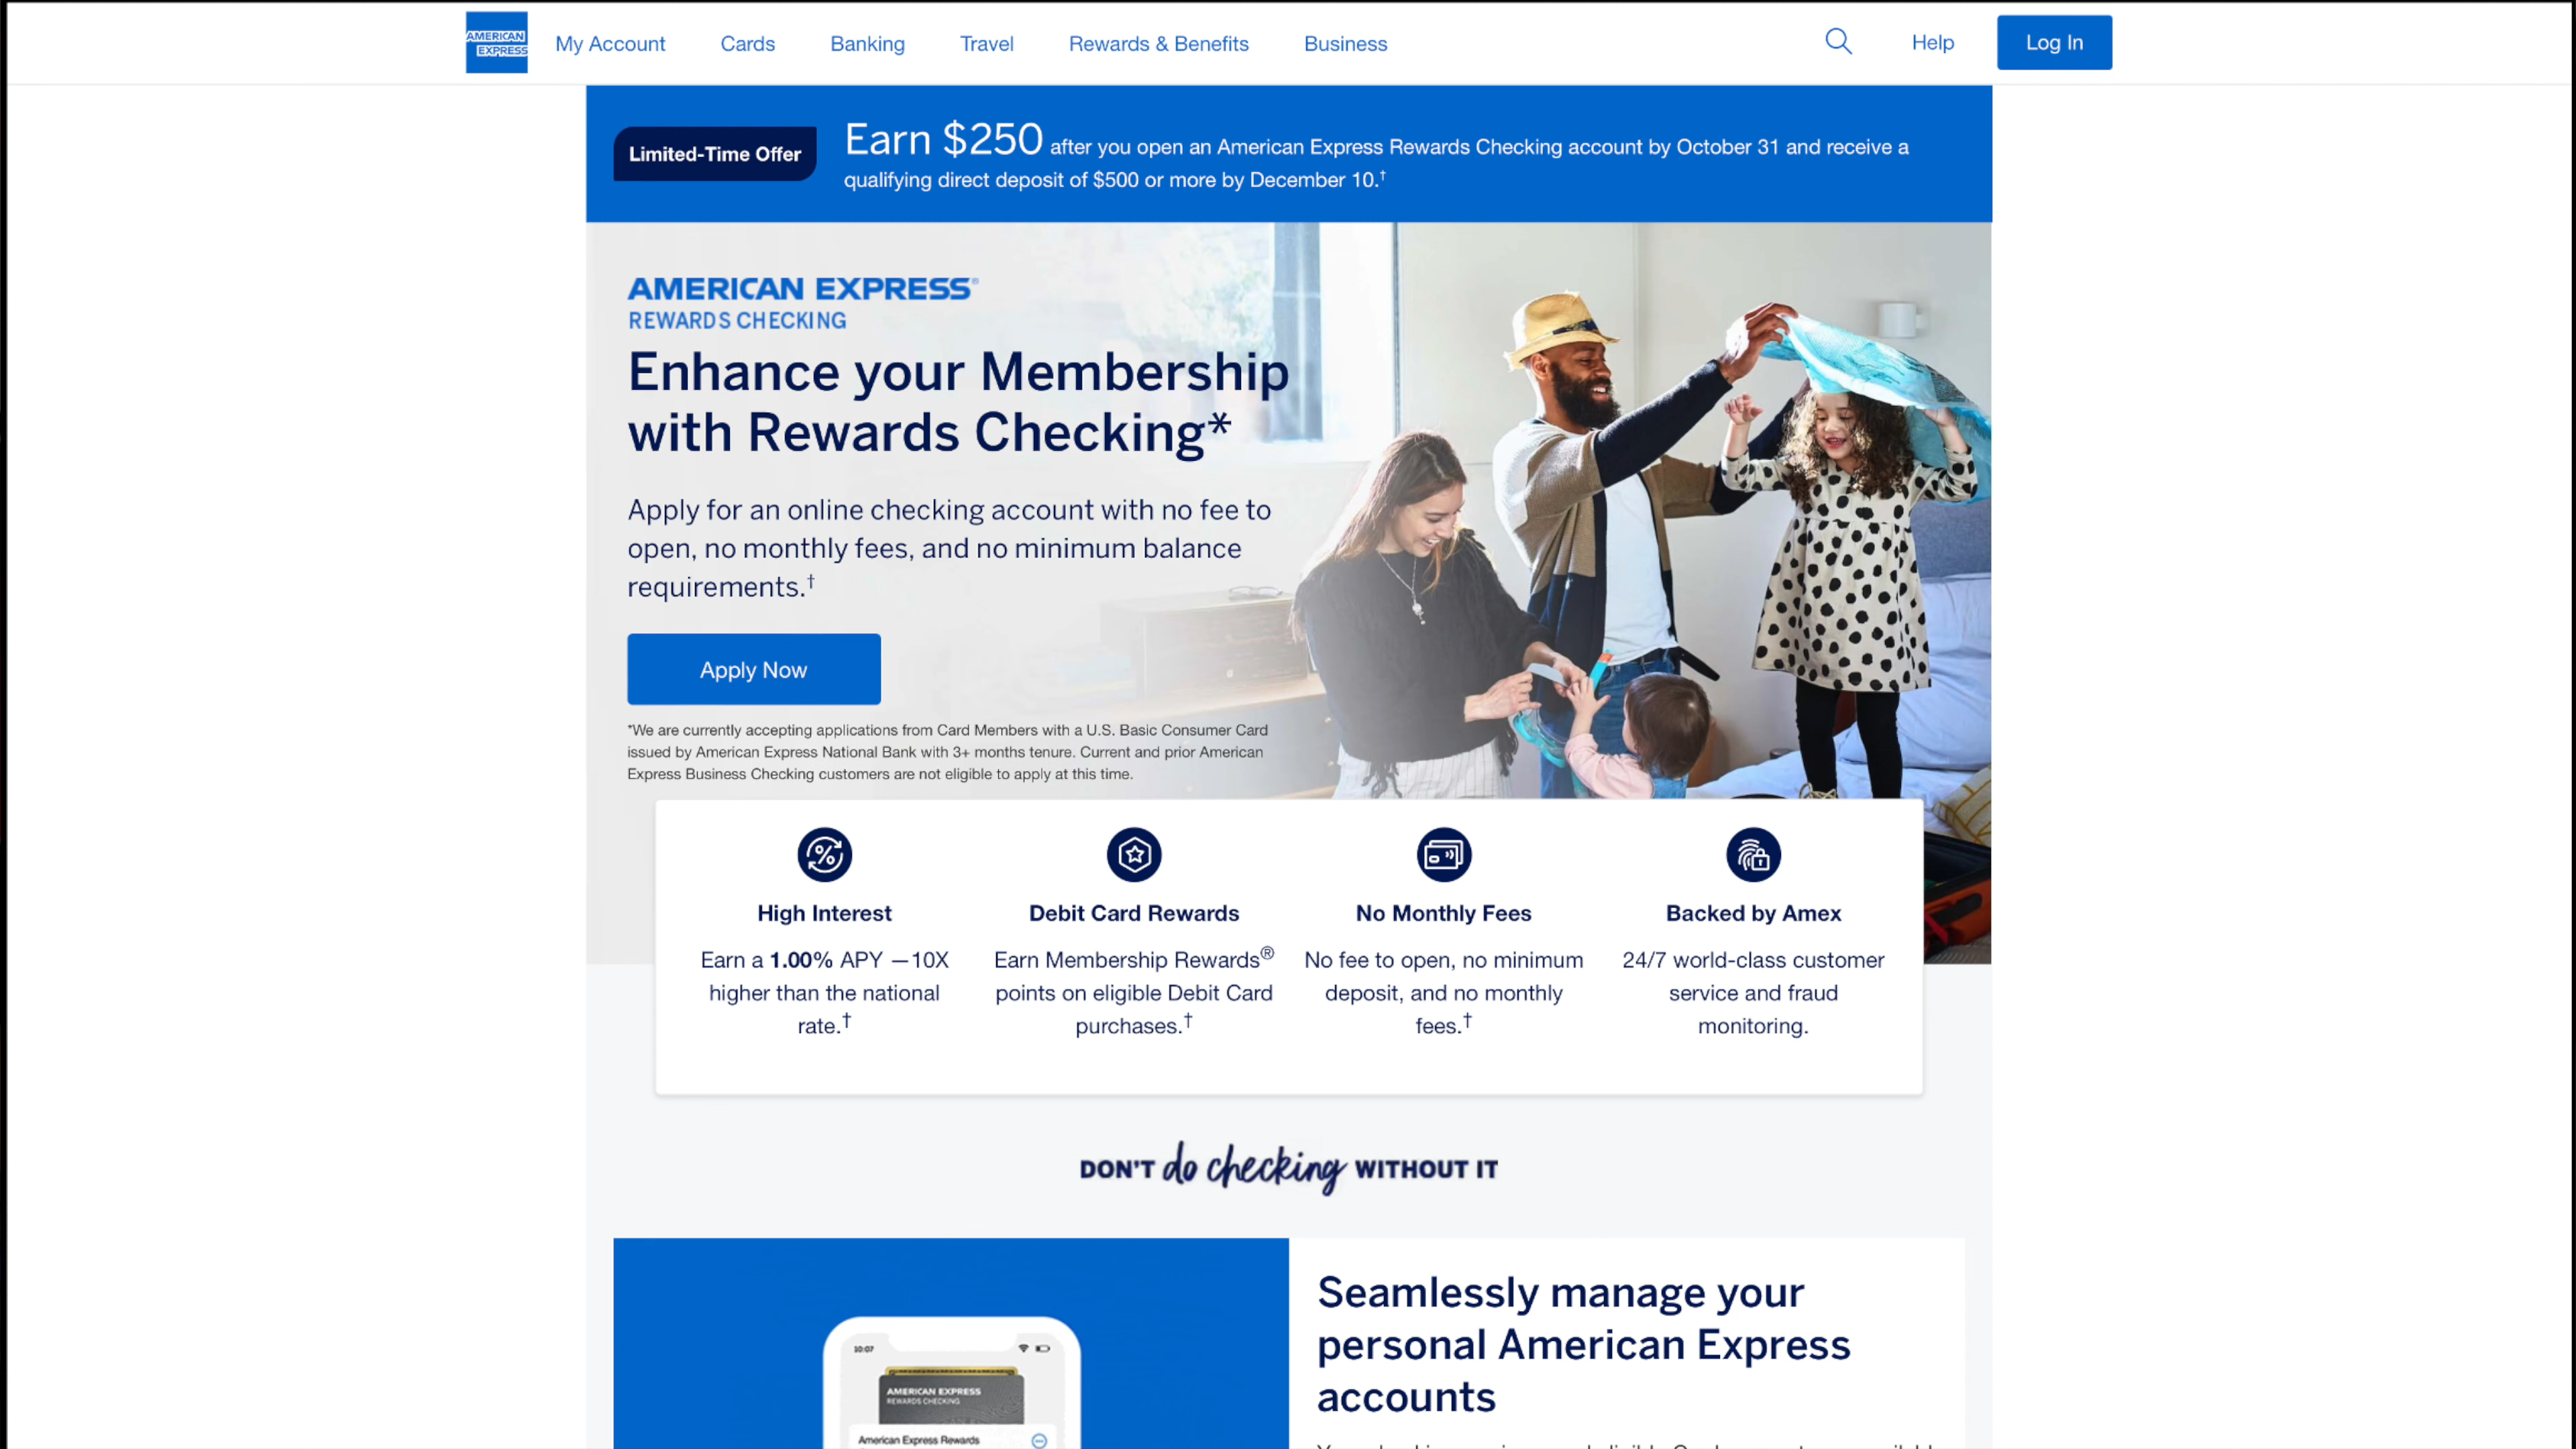 AMERICAN
EXPRESS
My Account Cards Banking Travel Rewards & Benefits Business Help Log In
Limited-Time Offer
Earn $250 after you open an American Express Rewards Checking account by October 31 and receive a
qualifying direct deposit of $500 or more by December 10.†
AMERICAN EXPRESS®
REWARDS CHECKING
Enhance your Membership
with Rewards Checking*
Apply for an online checking account with no fee to
open, no monthly fees, and no minimum balance
requirements.†
Apply Now
*We are currently accepting applications from Card Members with a U.S. Basic Consumer Card
issued by American Express National Bank with 3+ months tenure. Current and prior American
Express Business Checking customers are not eligible to apply at this time.
High Interest
Earn a 1.00% APY —10X
higher than the national
rate.†
Debit Card Rewards
Earn Membership Rewards®
points on eligible Debit Card
purchases.†
No Monthly Fees
No fee to open, no minimum
deposit, and no monthly
fees.†
Backed by Amex
24/7 world-class customer
service and fraud
monitoring.
DON'T do checking WITHOUT IT
10:07
AMERICAN EXPRESS
REWARDS CHECKING
American Express Rewards
Seamlessly manage your
personal American Express
accounts